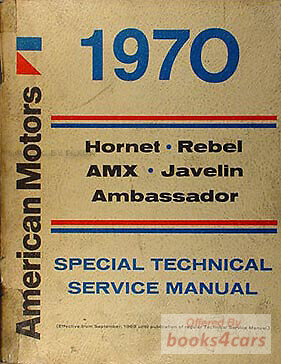 American Motors
1970
Hornet • Rebel
AMX • Javelin
Ambassador
SPECIAL TECHNICAL
SERVICE MANUAL
(Effective from September, 1969 until publication of regular Technical Service Manual)
Offered By
books4cars